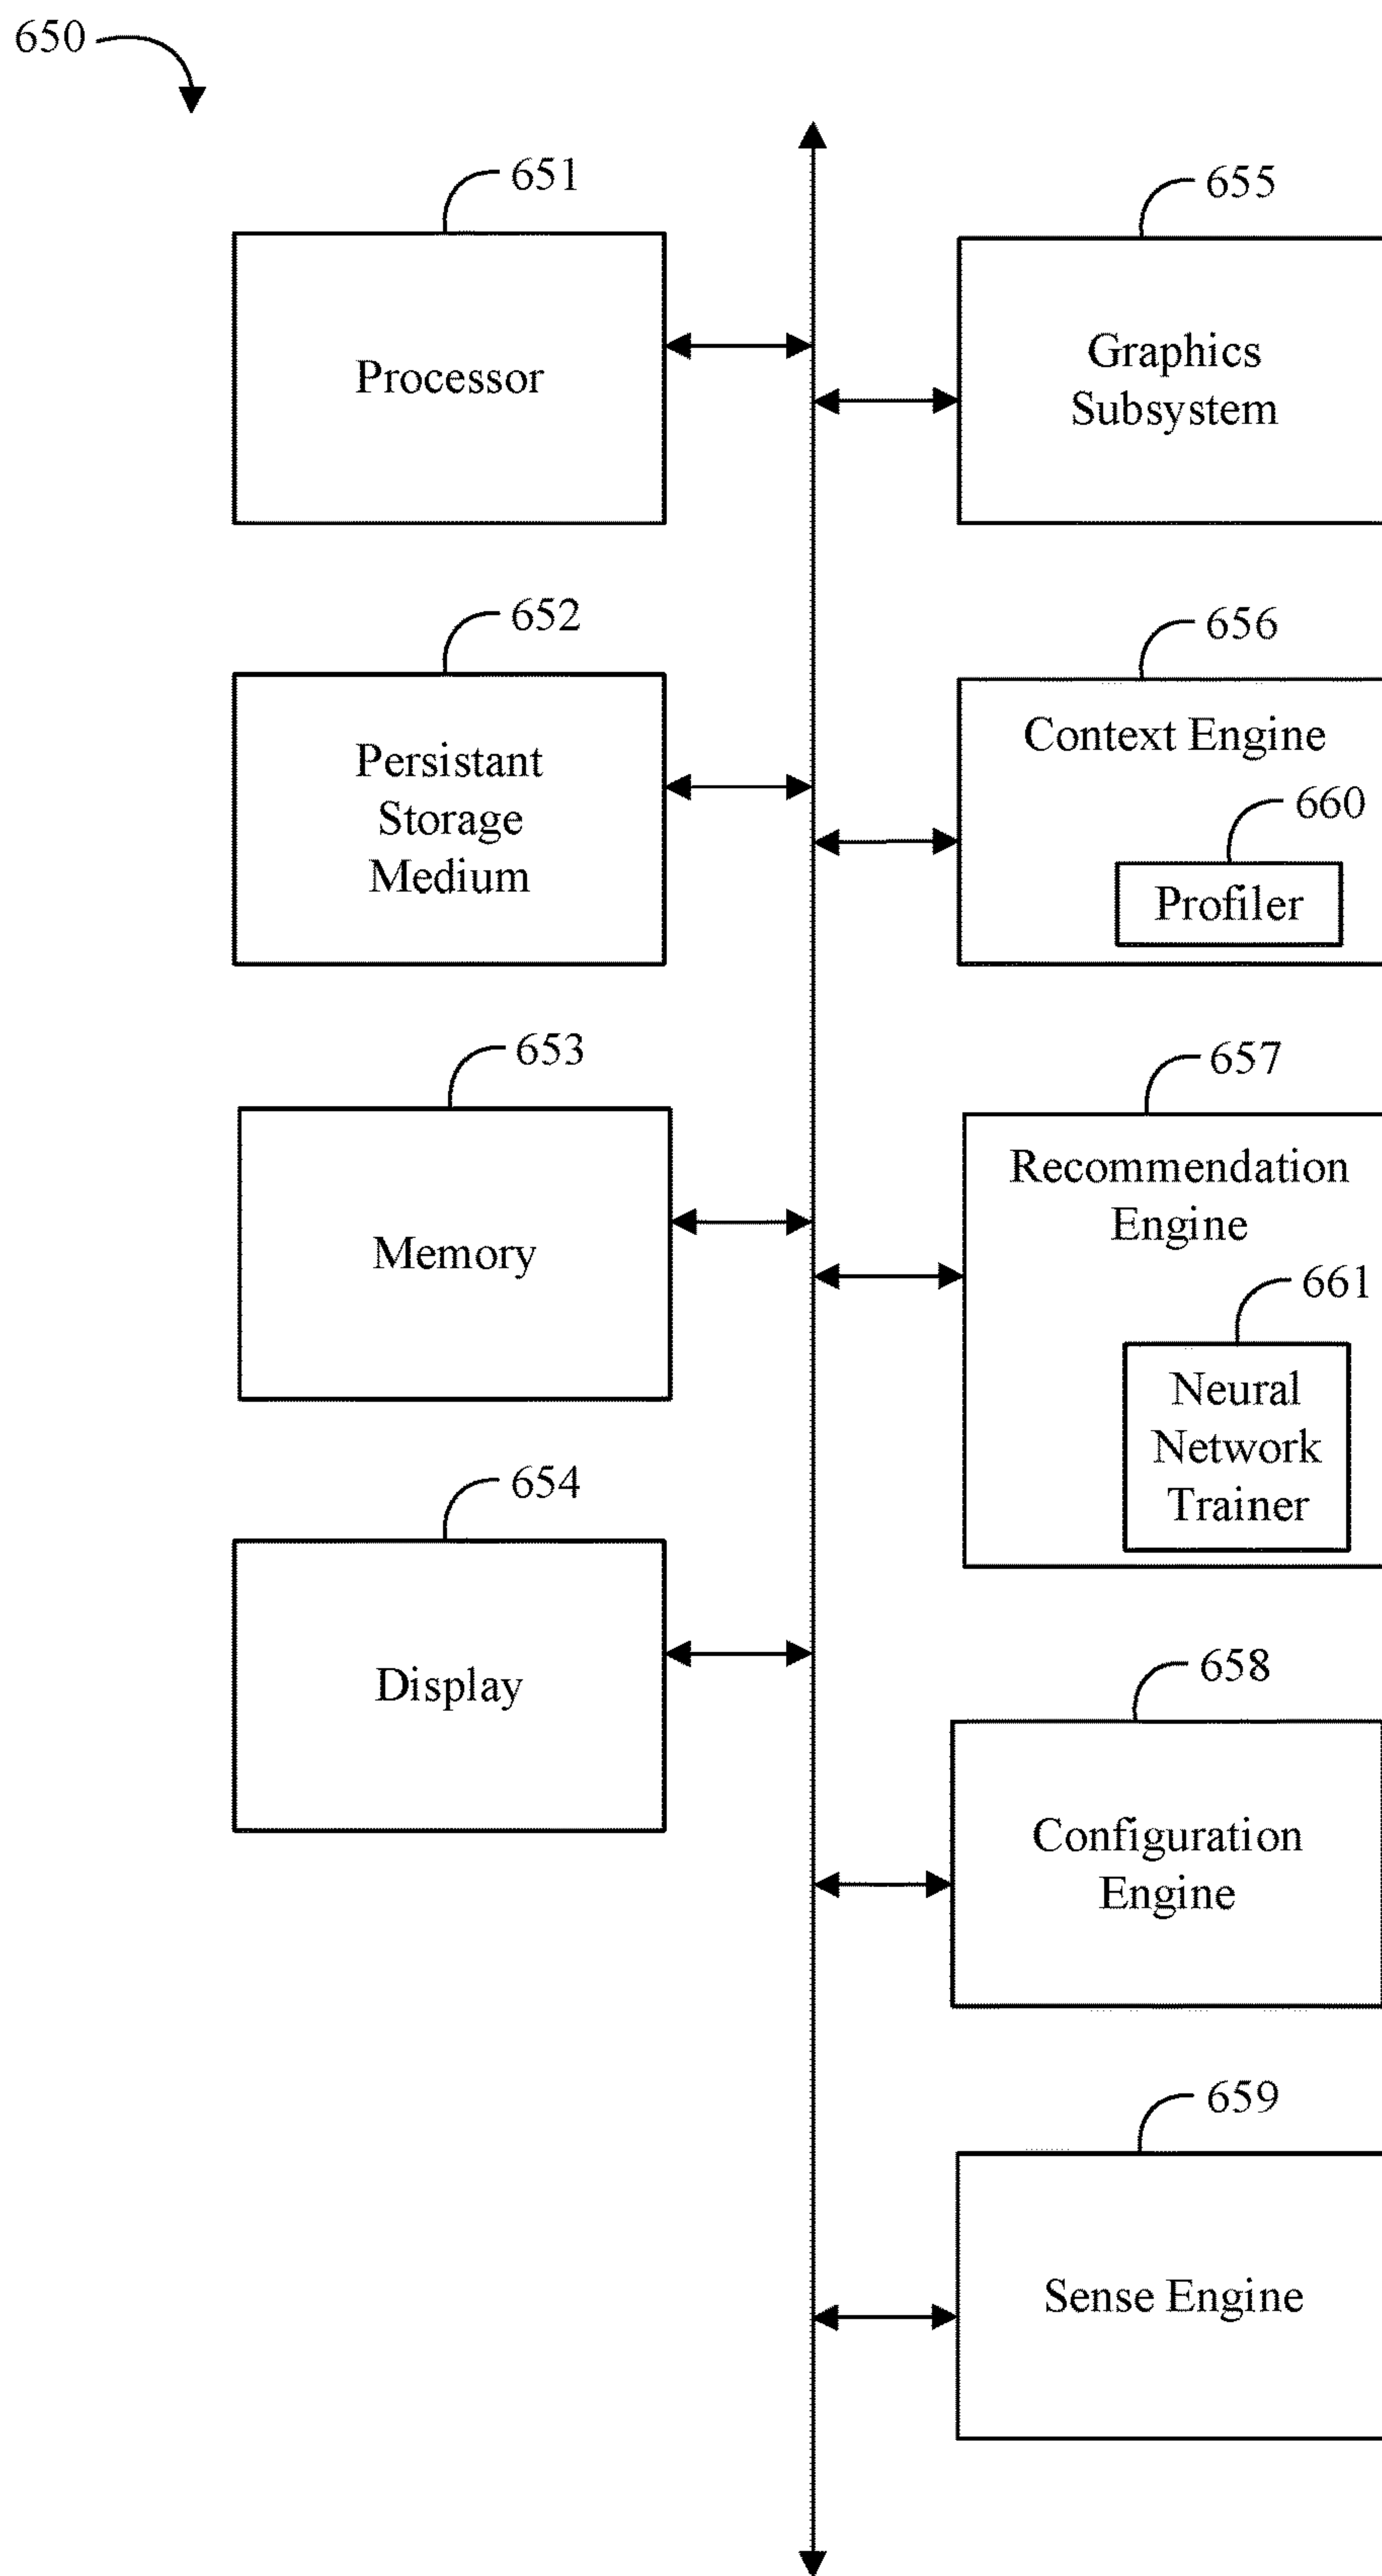 650
651
Processor
652
Persistant
Storage
Medium
653
Memory
654
Display
655
Graphics
Subsystem
656
Context Engine
660
Profiler
657
Recommendation
Engine
661
Neural
Network
Trainer
658
Configuration
Engine
659
Sense Engine